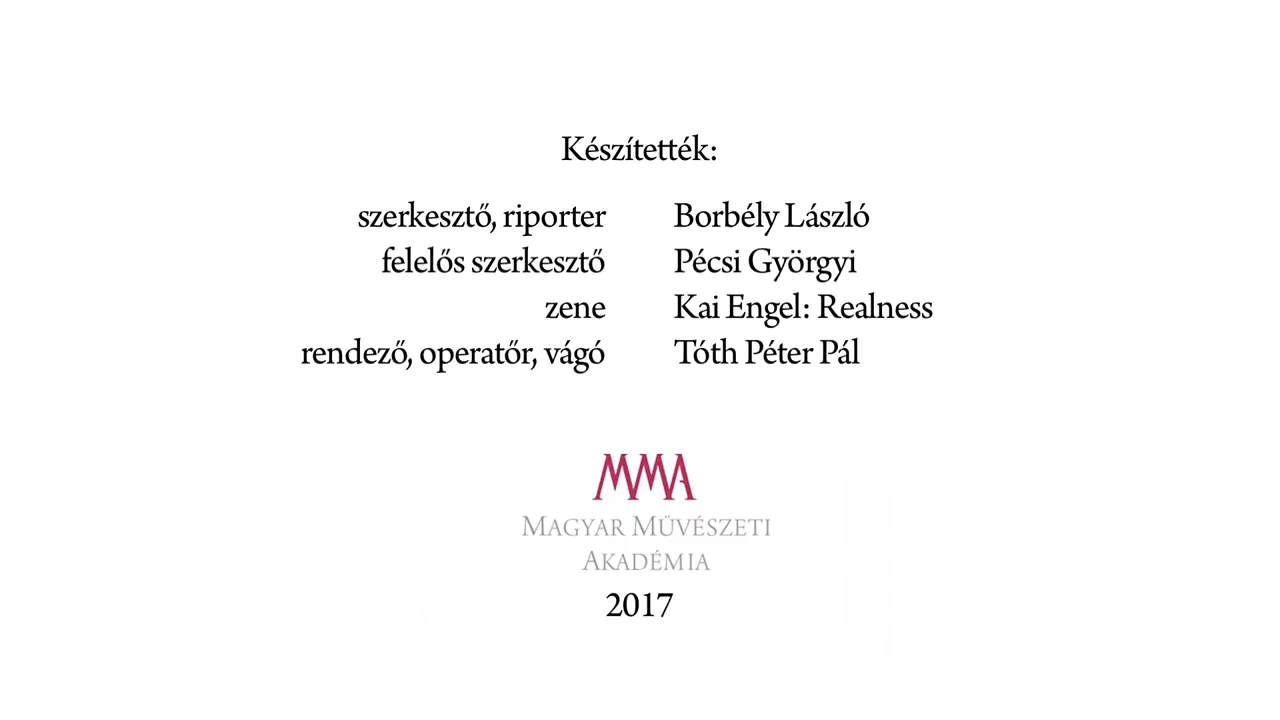 Készítették:
szerkesztő, riporter Borbély László
felelős szerkesztő Pécsi Györgyi
zene Kai Engel: Realness
rendező, operatőr, vágó Tóth Péter Pál
MMA
MAGYAR MŰVÉSZETI
AKADÉMIA
2017